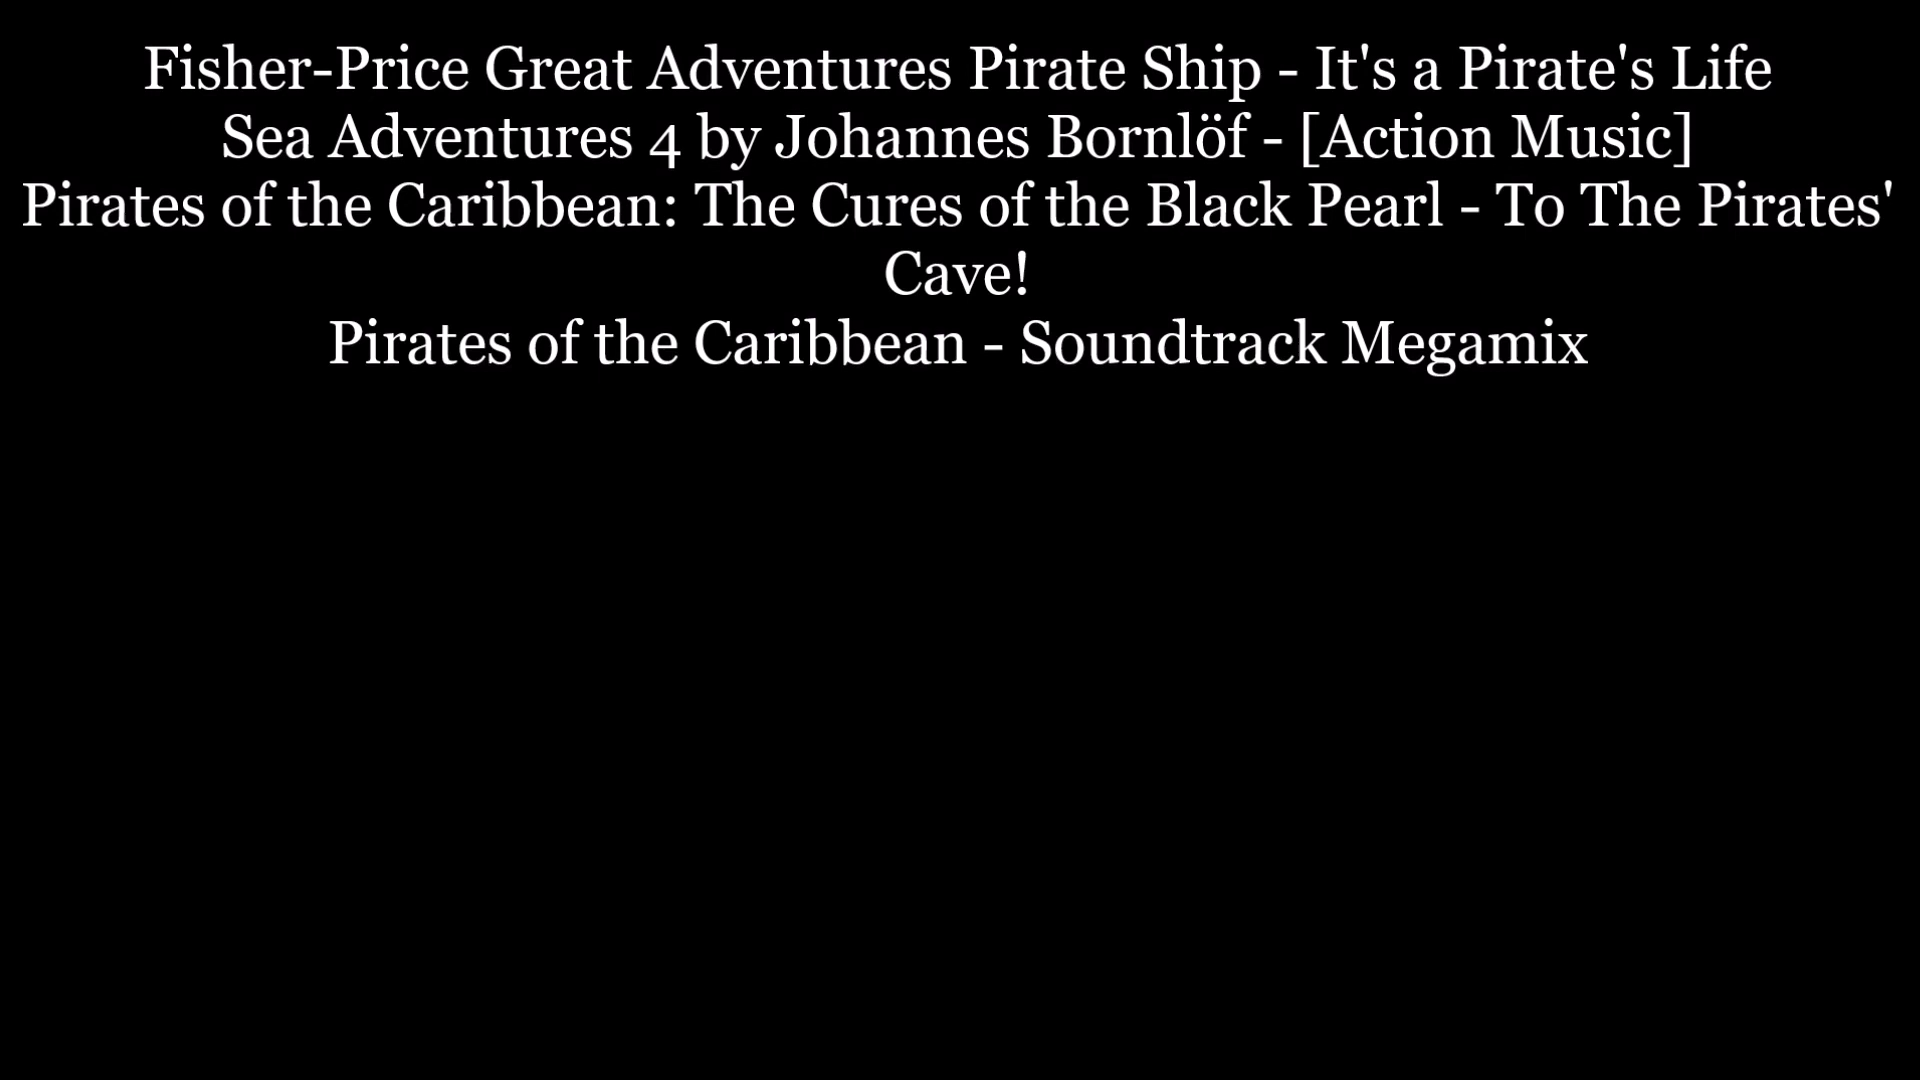 Fisher-Price Great Adventures Pirate Ship - It's a Pirate's Life
Sea Adventures 4 by Johannes Bornlöf - [Action Music]
Pirates of the Caribbean: The Cures of the Black Pearl - To The Pirates'
Cave!
Pirates of the Caribbean - Soundtrack Megamix